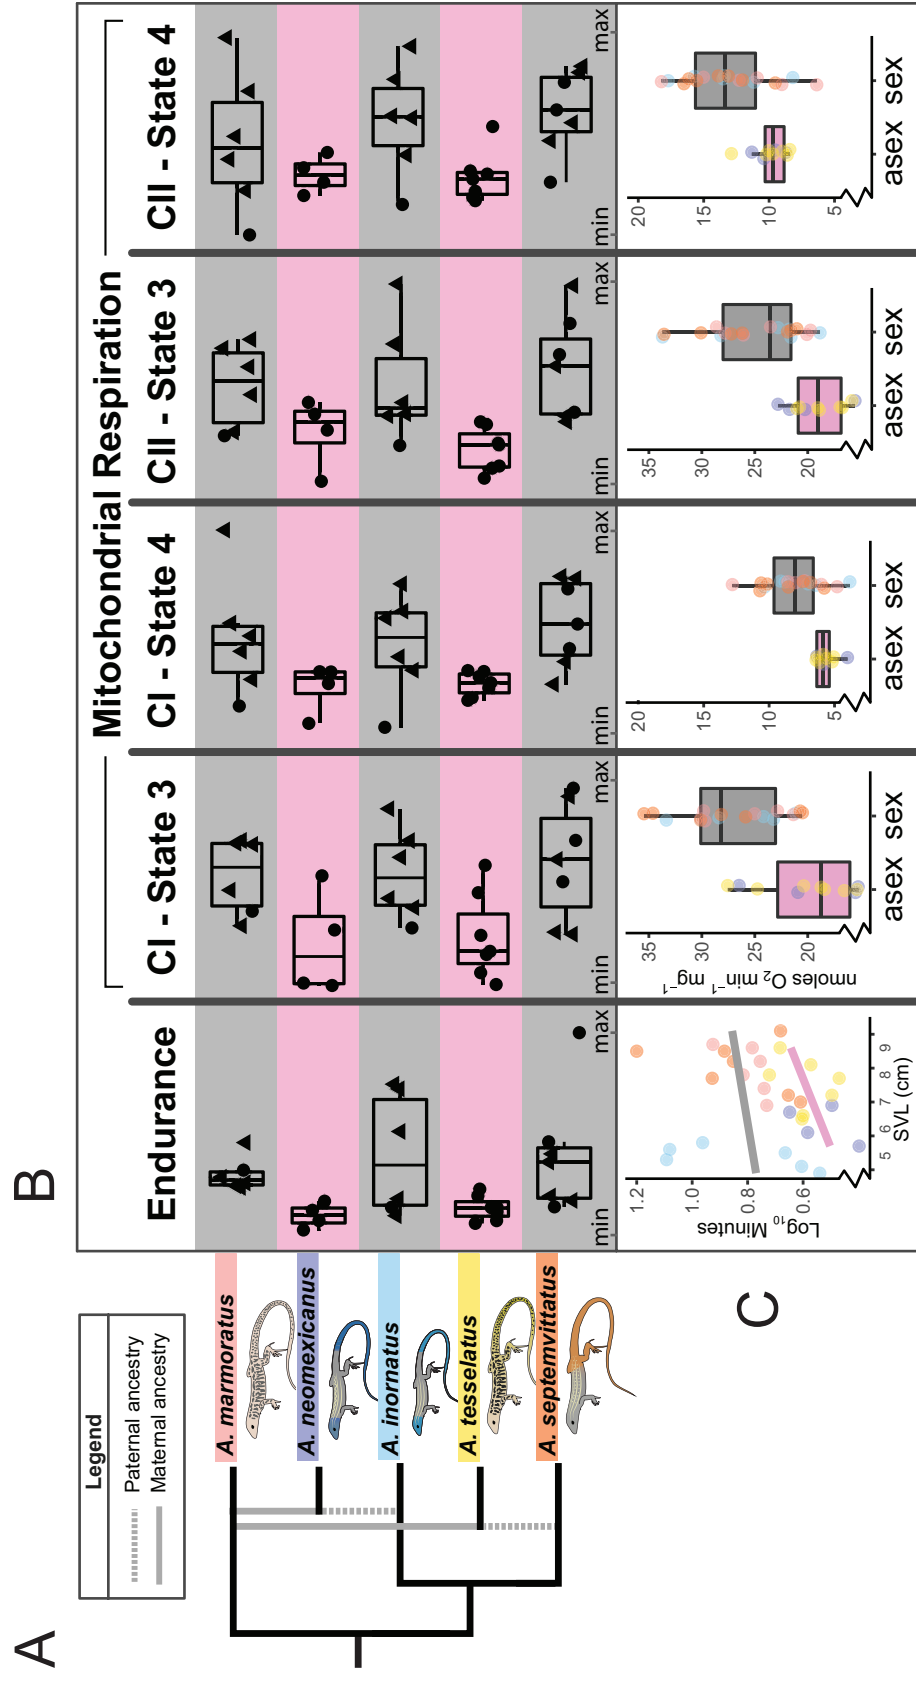 A
B
Legend
Paternal ancestry
Maternal ancestry
A. marmoratus
A. neomexicanus
A. inornatus
A. tesselatus
A. septemvittatus
Mitochondrial Respiration
Endurance
CI - State 3
CI - State 4
CII - State 3
CII - State 4
min
max
min
max
min
max
min
max
min
max
C
Log10 Minutes
1.2
1.0
0.8
0.6
5
6
7
8
9
SVL (cm)
nmoles O2 min−1 mg−1
35
30
25
20
asex sex
20
15
10
5
asex sex
35
30
25
20
asex sex
20
15
10
5
asex sex